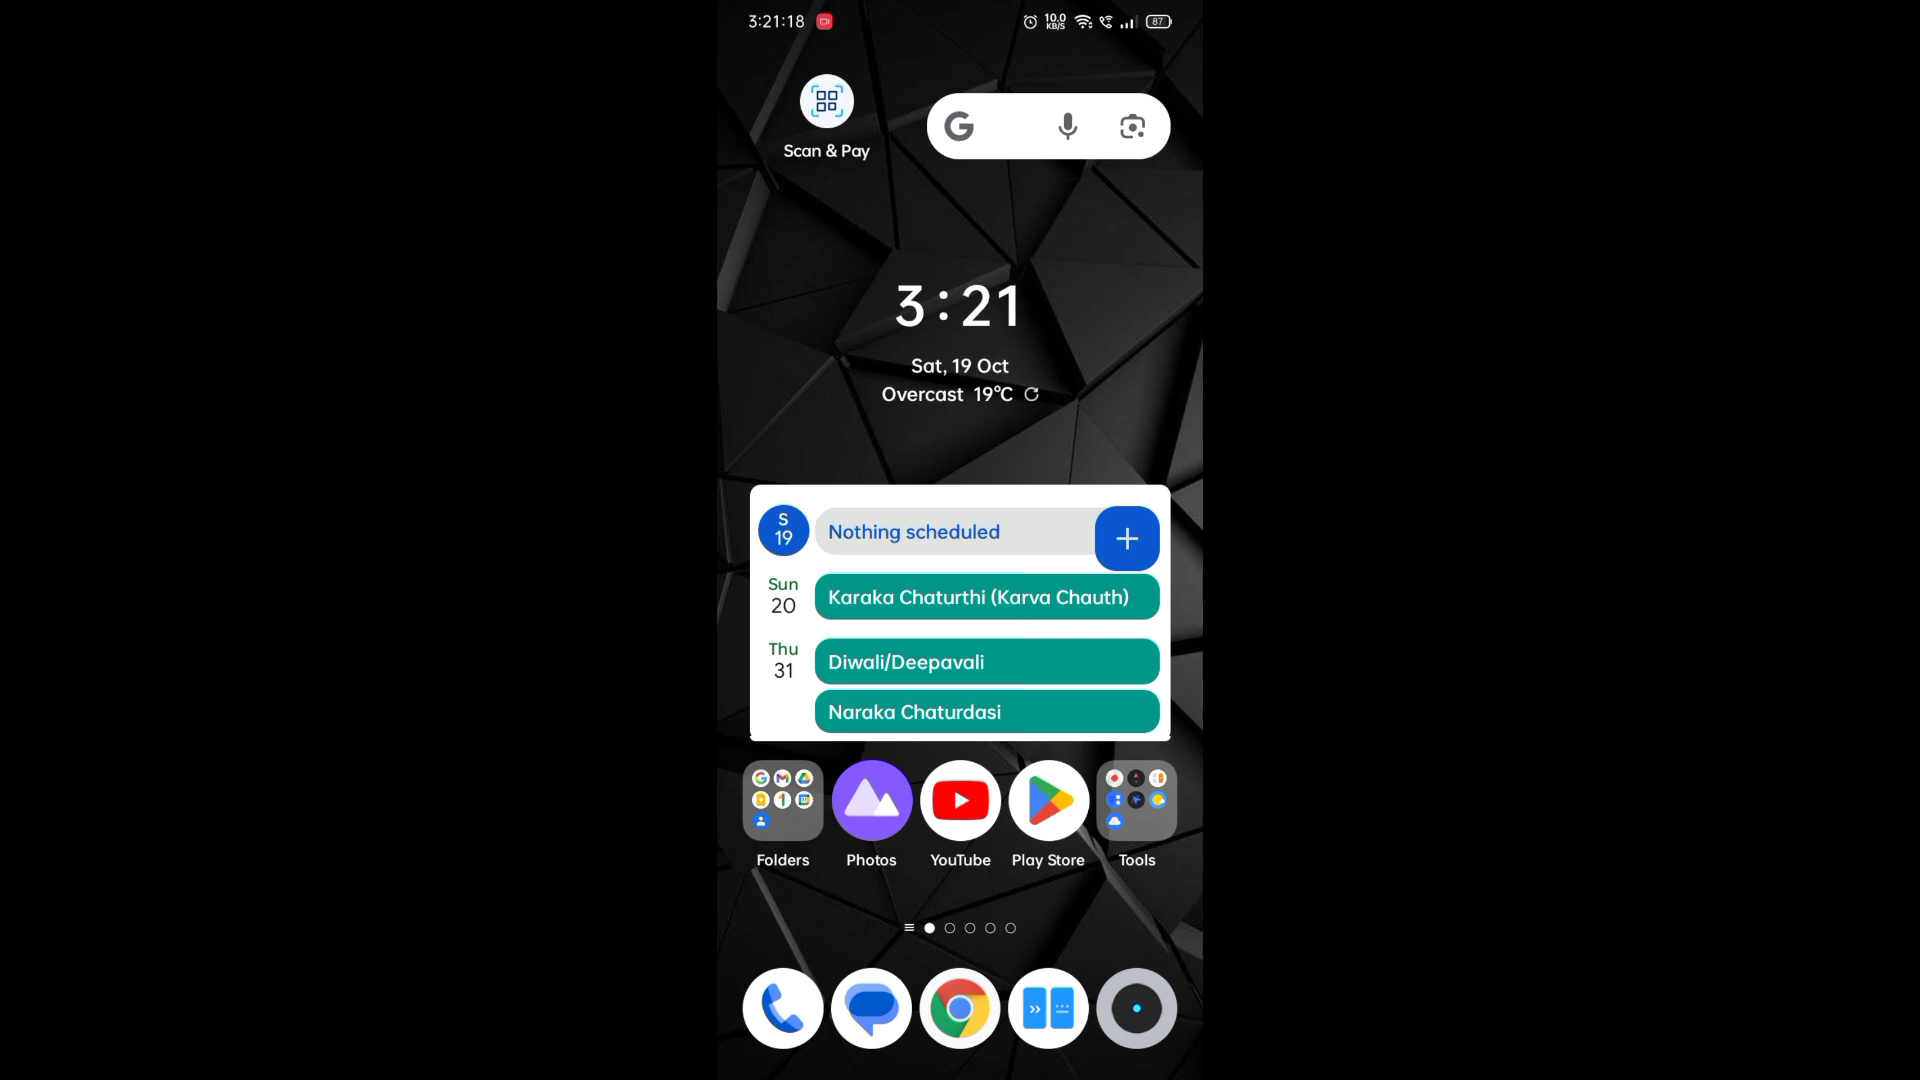 3:21:18
10.0
KB/S
87
Scan & Pay
3:21
Sat, 19 Oct
Overcast 19°C
S
19
Nothing scheduled
Sun
20
Karaka Chaturthi (Karva Chauth)
Thu
31
Diwali/Deepavali
Naraka Chaturdasi
Folders
Photos
YouTube
Play Store
Tools